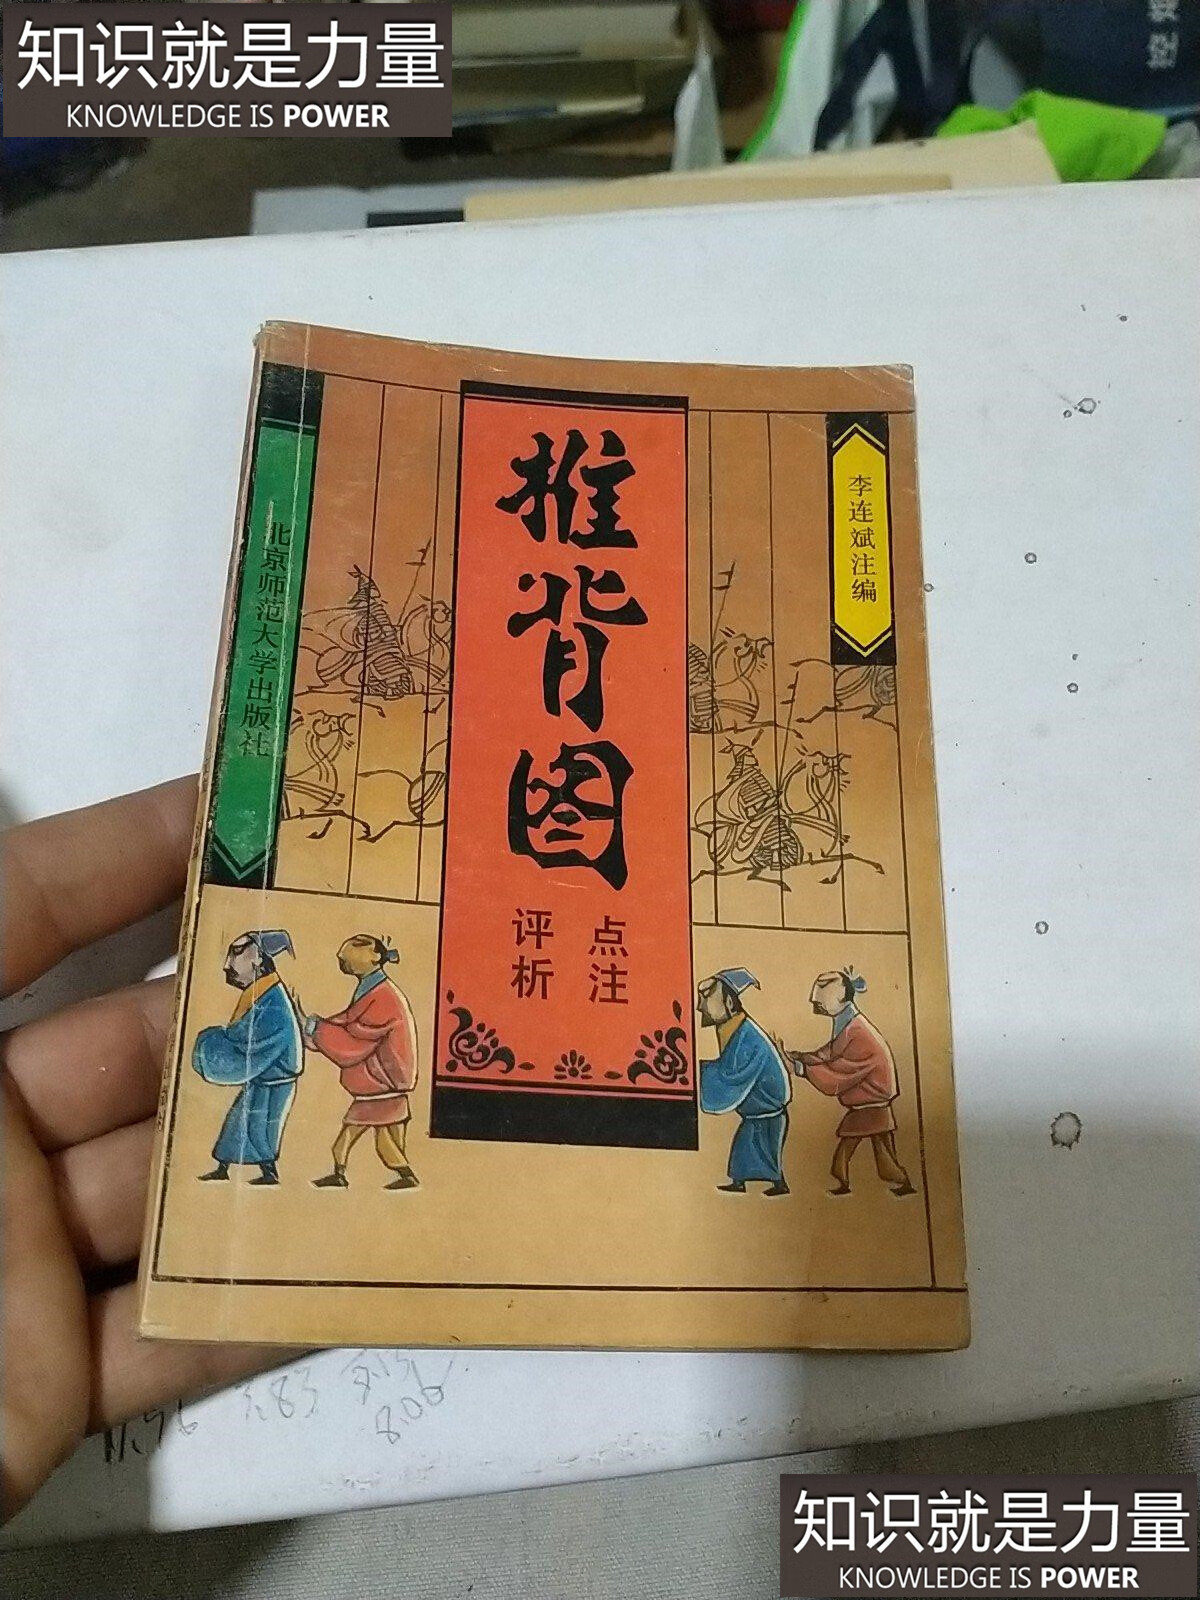 知识就是力量
KNOWLEDGE IS POWER
李连斌注编
推背图
点注
评析
北京师范大学出版社
8.00
知识就是力量
KNOWLEDGE IS POWER